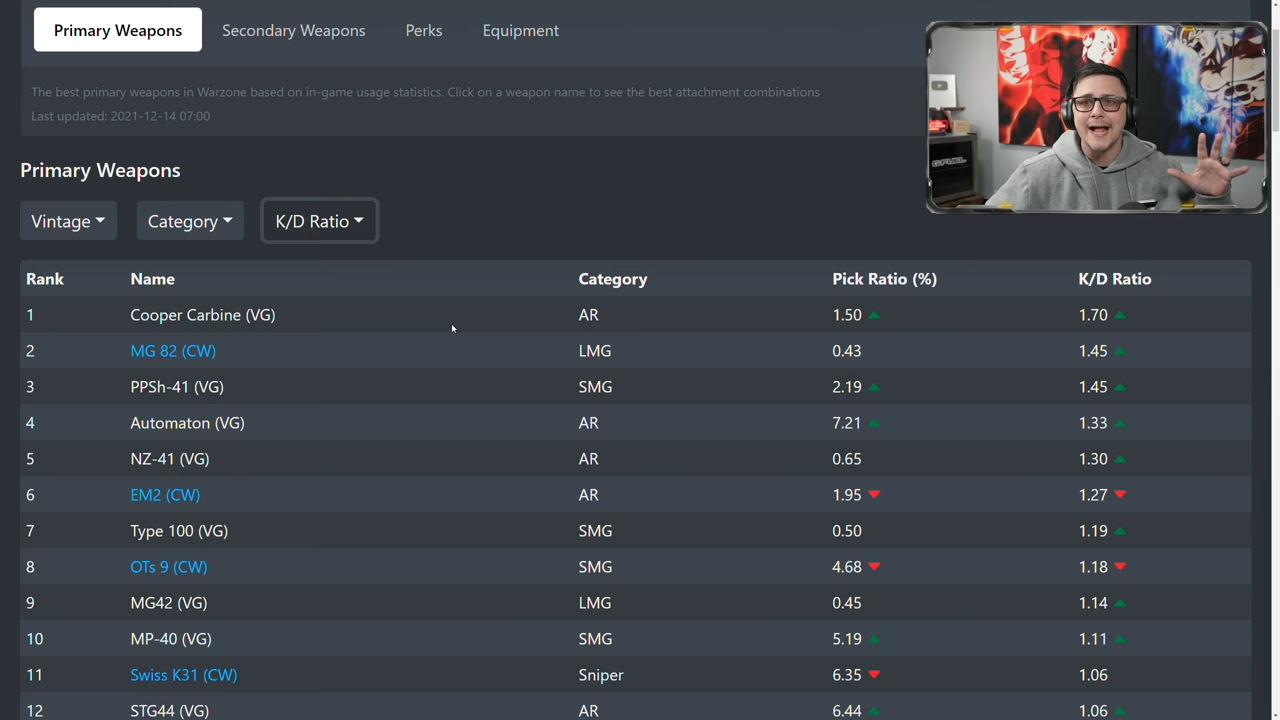 Primary Weapons Secondary Weapons Perks Equipment
The best primary weapons in Warzone based on in-game usage statistics. Click on a weapon name to see the best attachment combinations
Last updated: 2021-12-14 07:00
Primary Weapons
Vintage Category K/D Ratio
Rank Name Category Pick Ratio (%) K/D Ratio
1 Cooper Carbine (VG) AR 1.50 1.70
2 MG 82 (CW) LMG 0.43 1.45
3 PPSh-41 (VG) SMG 2.19 1.45
4 Automaton (VG) AR 7.21 1.33
5 NZ-41 (VG) AR 0.65 1.30
6 EM2 (CW) AR 1.95 1.27
7 Type 100 (VG) SMG 0.50 1.19
8 OTs 9 (CW) SMG 4.68 1.18
9 MG42 (VG) LMG 0.45 1.14
10 MP-40 (VG) SMG 5.19 1.11
11 Swiss K31 (CW) Sniper 6.35 1.06
12 STG44 (VG) AR 6.44 1.06
GFUEL